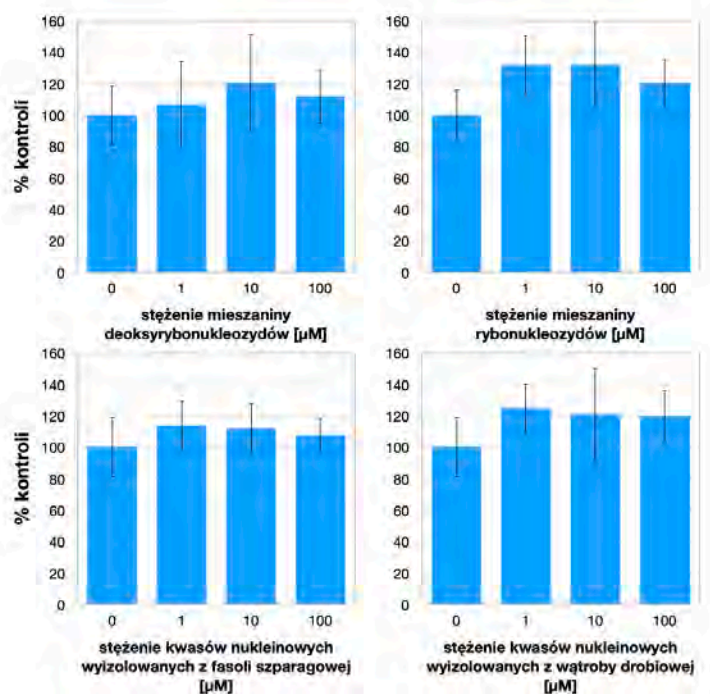 160 160
140 140
120 120
100 100
80 80
60 60
40 40
20 20
0 0
% kontroli
0 1 10 100 0 1 10 100
stężenie mieszaniny
deoksyrybonukleozydów [µM]
stężenie mieszaniny
rybonukleozydów [µM]
160 160
140 140
120 120
100 100
80 80
60 60
40 40
20 20
0 0
% kontroli
0 1 10 100 0 1 10 100
stężenie kwasów nukleinowych
wyizolowanych z fasoli szparagowej
[µM]
stężenie kwasów nukleinowych
wyizolowanych z wątroby drobiowej
[µM]